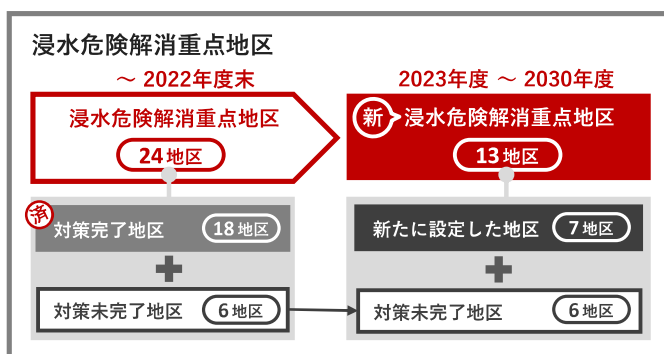 浸水危険解消重点地区
～ 2022年度末
浸水危険解消重点地区
24地区
済
対策完了地区 18地区
対策未完了地区 6地区
2023年度 ～ 2030年度
新 浸水危険解消重点地区
13地区
新たに設定した地区 7地区
対策未完了地区 6地区